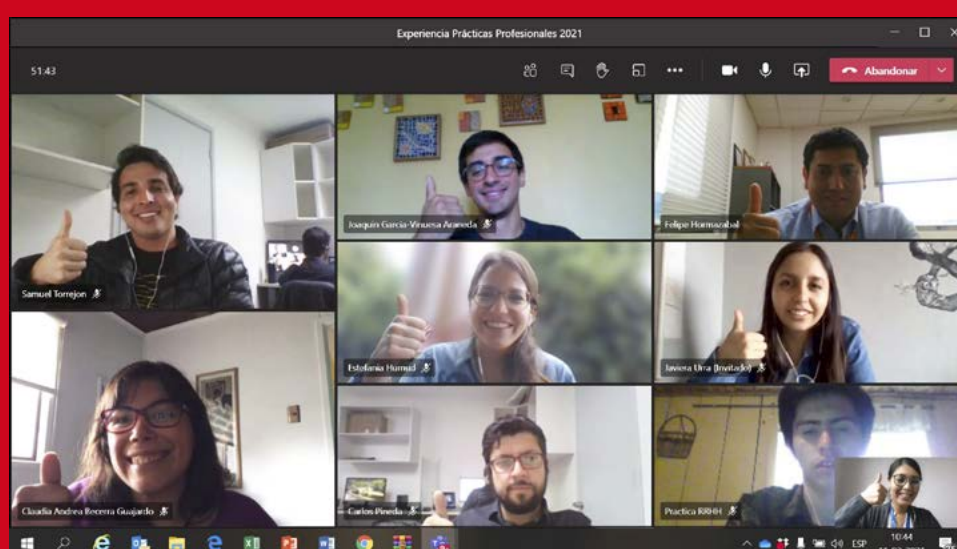 Experiencia Prácticas Profesionales 2021
51:43
Abandonar
Samuel Torrejon
Joaquin Garcia-Vinuesa Araneda
Felipe Hormazabal
Estefania Humud
Javiera Urra (Invitado)
Claudia Andrea Becerra Guajardo
Carlos Pineda
Practica RRHH
ESP
10:44